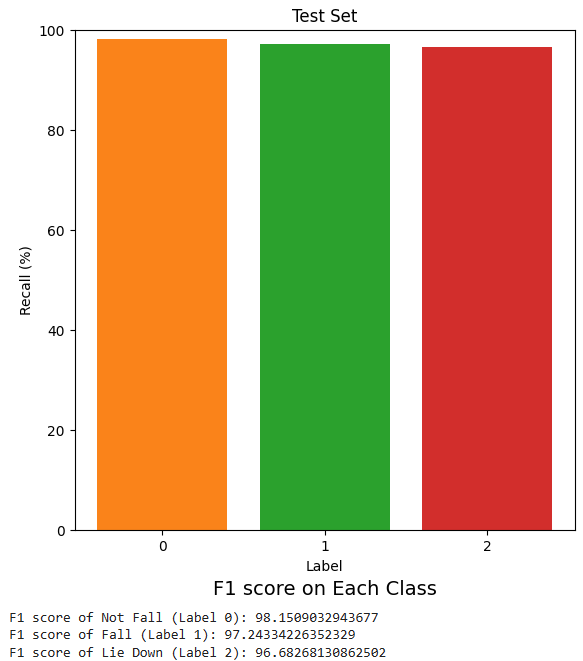 Test Set
100
80
60
40
20
0
Recall (%)
0 1 2
Label
F1 score on Each Class
F1 score of Not Fall (Label 0): 98.1509032943677
F1 score of Fall (Label 1): 97.24334226352329
F1 score of Lie Down (Label 2): 96.68268130862502